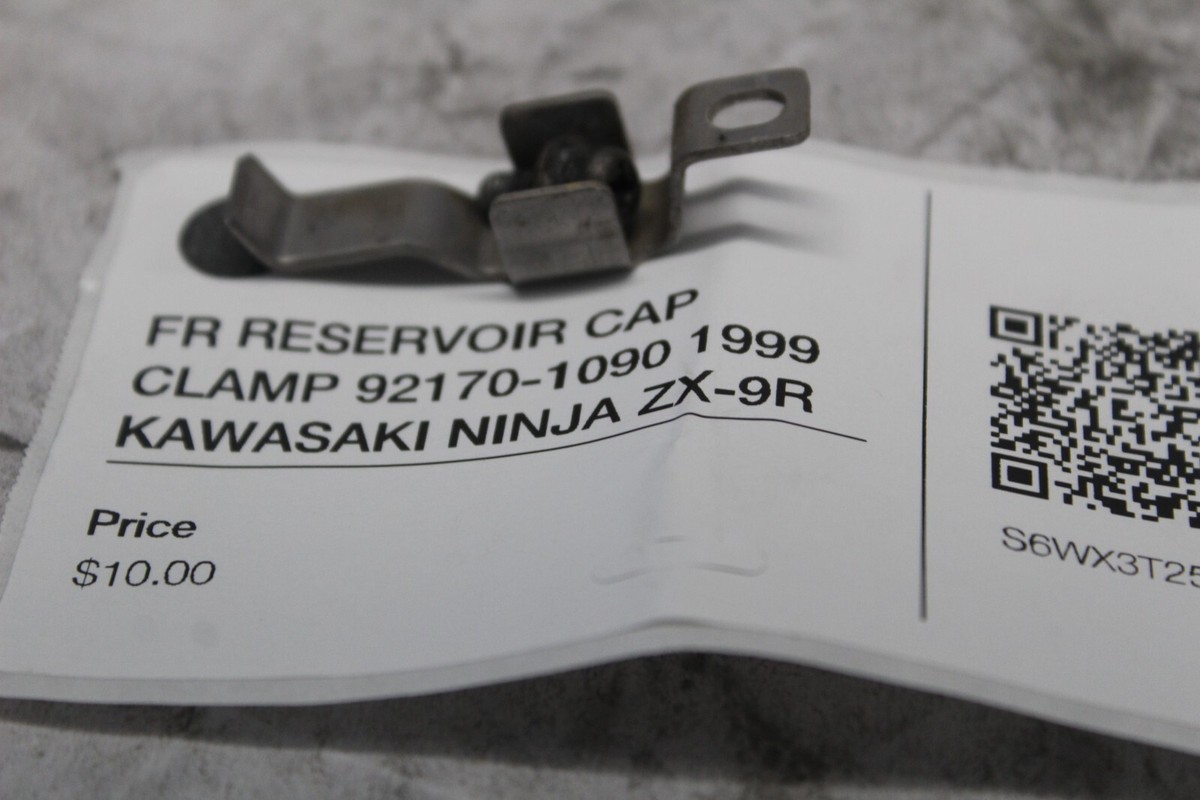 FR RESERVOIR CAP
CLAMP 92170-1090 1999
KAWASAKI NINJA ZX-9R
Price
$10.00
S6WX3T25